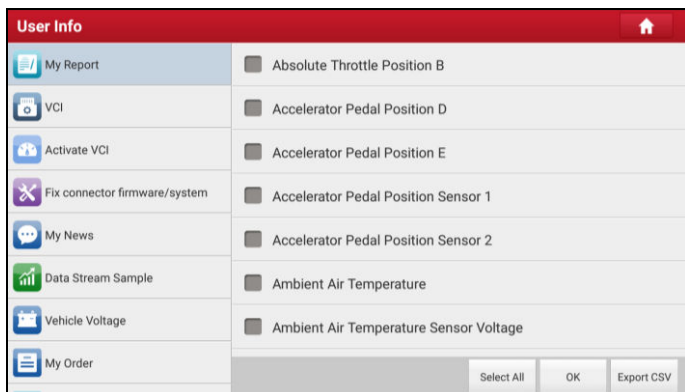 User Info
My Report
VCI
Activate VCI
Fix connector firmware/system
My News
Data Stream Sample
Vehicle Voltage
My Order
Absolute Throttle Position B
Accelerator Pedal Position D
Accelerator Pedal Position E
Accelerator Pedal Position Sensor 1
Accelerator Pedal Position Sensor 2
Ambient Air Temperature
Ambient Air Temperature Sensor Voltage
Select All
OK
Export CSV